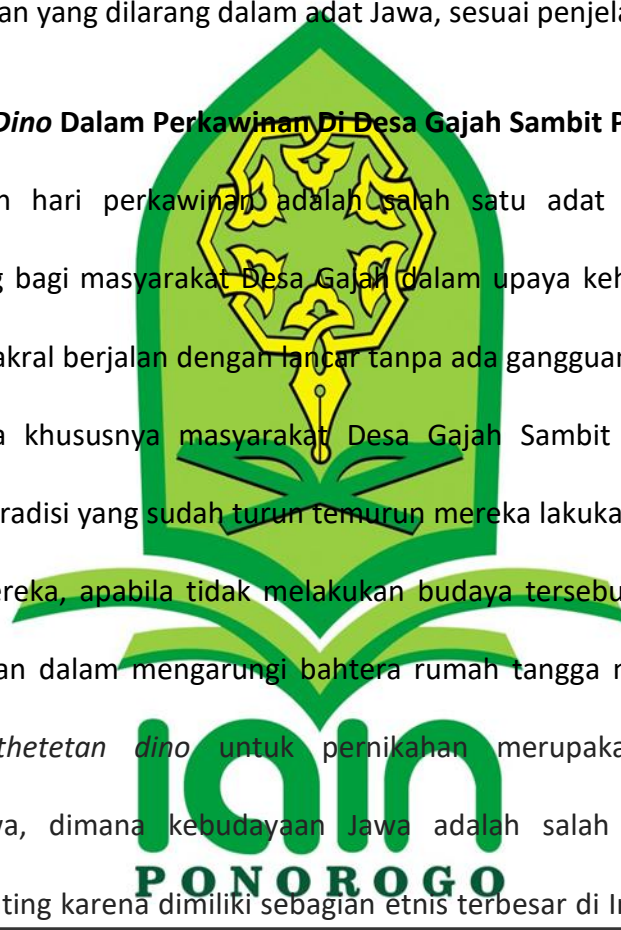 an yang dilarang dalam adat Jawa, sesuai penjela
Dino Dalam Perkawinan Di Desa Gajah Sambit P
n hari perkawinan adalah salah satu adat
g bagi masyarakat Desa Gajah dalam upaya keh
akral berjalan dengan lancar tanpa ada gangguan
a khususnya masyarakat Desa Gajah Sambit
radisi yang sudah turun temurun mereka lakuka
ereka, apabila tidak melakukan budaya tersebu
an dalam mengarungi bahtera rumah tangga
thetetan dino untuk pernikahan merupaka
va, dimana kebudayaan Jawa adalah salah
ting karena dimiliki sebagian etnis terbesar di I
iain
PONOROGO